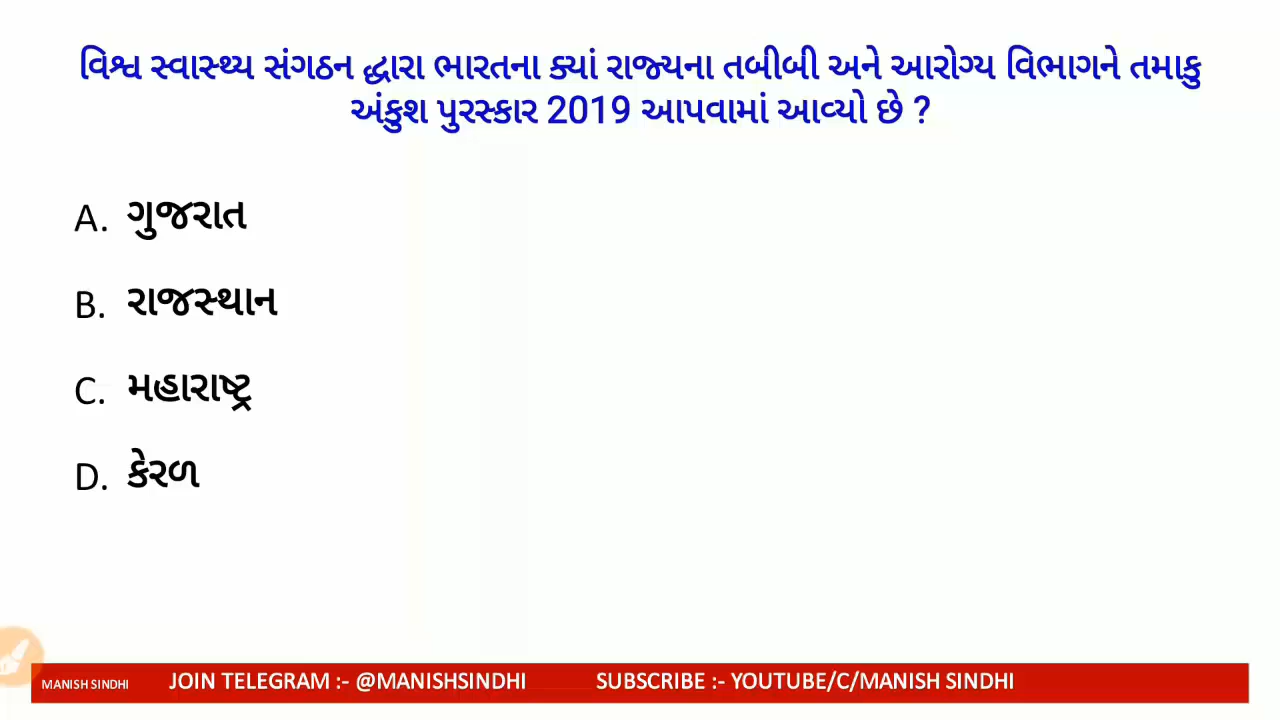 વિશ્વ સ્વાસ્થ્ય સંગઠન દ્વારા ભારતના ક્યાં રાજ્યના તબીબી અને આરોગ્ય વિભાગને તમાકુ
અંકુશ પુરસ્કાર 2019 આપવામાં આવ્યો છે ?
A. ગુજરાત
B. રાજસ્થાન
C. મહારાષ્ટ્ર
D. કેરળ
MANISH SINDHI JOIN TELEGRAM :- @MANISHSINDHI SUBSCRIBE :- YOUTUBE/C/MANISH SINDHI